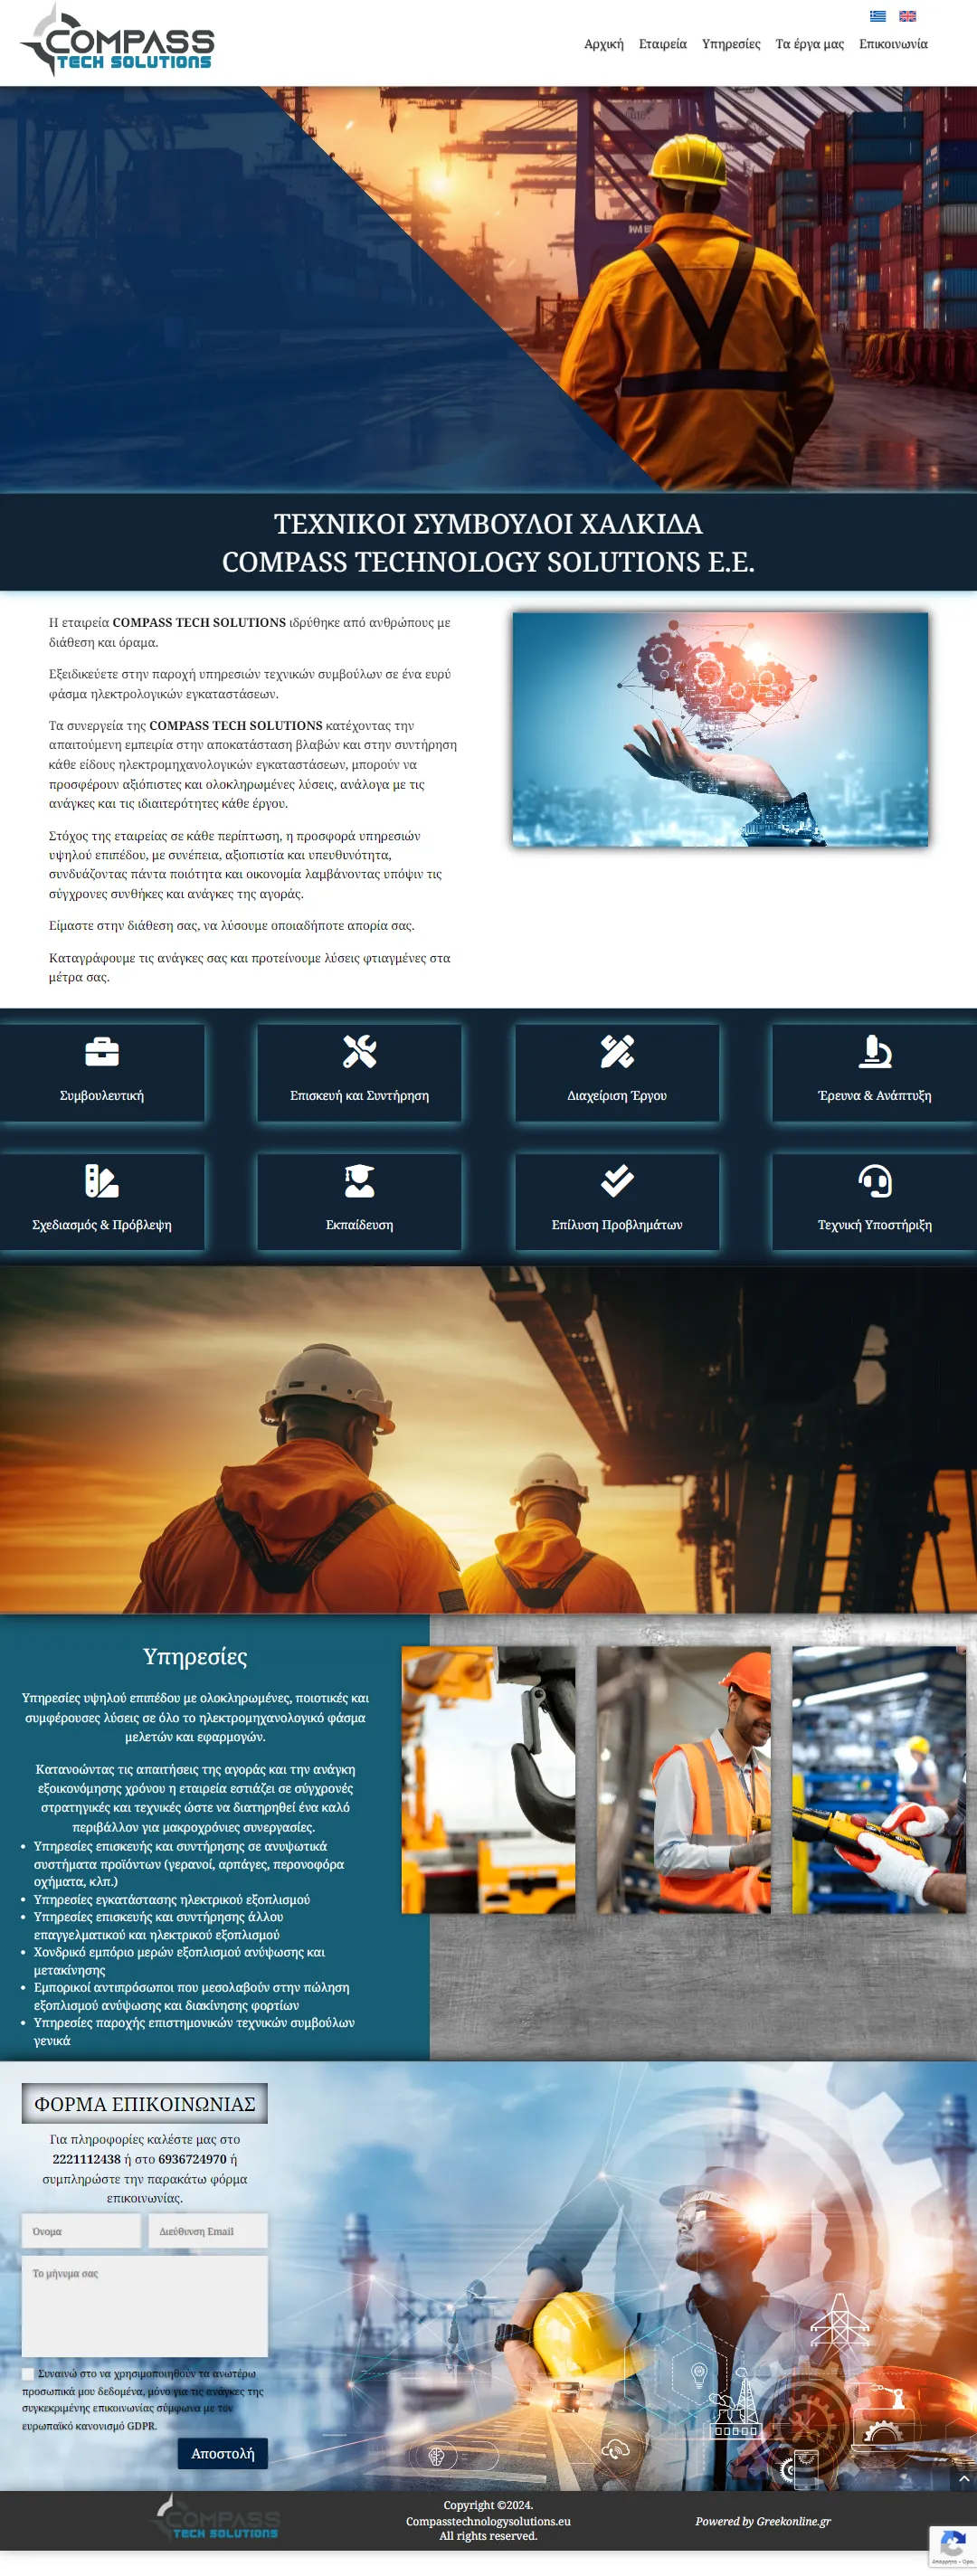 COMPASS
TECH SOLUTIONS
Αρχική Εταιρεία Υπηρεσίες Τα έργα μας Επικοινωνία
ΤΕΧΝΙΚΟΙ ΣΥΜΒΟΥΛΟΙ ΧΑΛΚΙΔΑ
COMPASS TECHNOLOGY SOLUTIONS Ε.Ε.
Η εταιρεία COMPASS TECH SOLUTIONS ιδρύθηκε από ανθρώπους με
διάθεση και όραμα.
Εξειδικεύετε στην παροχή υπηρεσιών τεχνικών συμβούλων σε ένα ευρύ
φάσμα ηλεκτρολογικών εγκαταστάσεων.
Τα συνεργεία της COMPASS TECH SOLUTIONS κατέχοντας την
απαιτούμενη εμπειρία στην αποκατάσταση βλαβών και στην συντήρηση
κάθε είδους ηλεκτρομηχανολογικών εγκαταστάσεων, μπορούν να
προσφέρουν αξιόπιστες και ολοκληρωμένες λύσεις, ανάλογα με τις
ανάγκες και τις ιδιαιτερότητες κάθε έργου.
Στόχος της εταιρείας σε κάθε περίπτωση, η προσφορά υπηρεσιών
υψηλού επιπέδου, με συνέπεια, αξιοπιστία και υπευθυνότητα,
συνδυάζοντας πάντα ποιότητα και οικονομία λαμβάνοντας υπόψιν τις
σύγχρονες συνθήκες και ανάγκες της αγοράς.
Είμαστε στην διάθεση σας, να λύσουμε οποιαδήποτε απορία σας.
Καταγράφουμε τις ανάγκες σας και προτείνουμε λύσεις φτιαγμένες στα
μέτρα σας.
Συμβουλευτική
Επισκευή και Συντήρηση
Διαχείριση Έργου
Έρευνα & Ανάπτυξη
Σχεδιασμός & Πρόβλεψη
Εκπαίδευση
Επίλυση Προβλημάτων
Τεχνική Υποστήριξη
Υπηρεσίες
Υπηρεσίες υψηλού επιπέδου με ολοκληρωμένες, ποιοτικές και
συμφέρουσες λύσεις σε όλο το ηλεκτρομηχανολογικό φάσμα
μελετών και εφαρμογών.
Κατανοώντας τις απαιτήσεις της αγοράς και την ανάγκη
εξοικονόμησης χρόνου η εταιρεία εστιάζει σε σύγχρονές
στρατηγικές και τεχνικές ώστε να διατηρηθεί ένα καλό
περιβάλλον για μακροχρόνιες συνεργασίες.
• Υπηρεσίες επισκευής και συντήρησης σε ανυψωτικά
συστήματα προϊόντων (γερανοί, αρπάγες, περονοφόρα
οχήματα, κλπ.)
• Υπηρεσίες εγκατάστασης ηλεκτρικού εξοπλισμού
• Υπηρεσίες επισκευής και συντήρησης άλλου
επαγγελματικού και ηλεκτρικού εξοπλισμού
• Χονδρικό εμπόριο μερών εξοπλισμού ανύψωσης και
μετακίνησης
• Εμπορικοί αντιπρόσωποι που μεσολαβούν στην πώληση
εξοπλισμού ανύψωσης και διακίνησης φορτίων
• Υπηρεσίες παροχής επιστημονικών τεχνικών συμβούλων
γενικά
ΦΟΡΜΑ ΕΠΙΚΟΙΝΩΝΙΑΣ
Για πληροφορίες καλέστε μας στο
2221112438 ή στο 6936724970 ή
συμπληρώστε την παρακάτω φόρμα
επικοινωνίας.
Όνομα
Διεύθυνση Email
Το μήνυμα σας
Συναινώ στο να χρησιμοποιηθούν τα ανωτέρω
προσωπικά μου δεδομένα, μόνο για τις ανάγκες της
συγκεκριμένης επικοινωνίας σύμφωνα με τον
ευρωπαϊκό κανονισμό GDPR.
Αποστολή
COMPASS
TECH SOLUTIONS
Copyright ©2024.
Compasstechnologysolutions.eu
All rights reserved.
Powered by Greekonline.gr